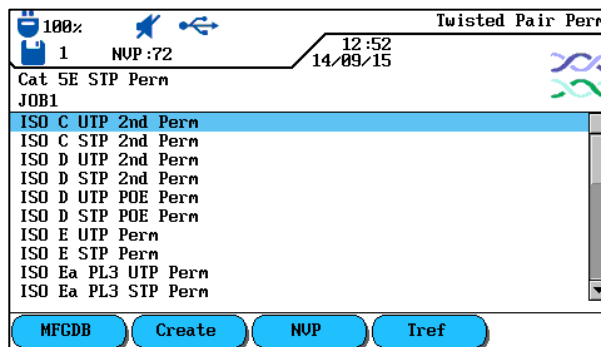 100%
Twisted Pair Perm
1 NVP:72
12:52
14/09/15
Cat 5E STP Perm
JOB1
ISO C UTP 2nd Perm
ISO C STP 2nd Perm
ISO D UTP 2nd Perm
ISO D STP 2nd Perm
ISO D UTP POE Perm
ISO D STP POE Perm
ISO E UTP Perm
ISO E STP Perm
ISO Ea PL3 UTP Perm
ISO Ea PL3 STP Perm
MFGDB Create NVP Tref